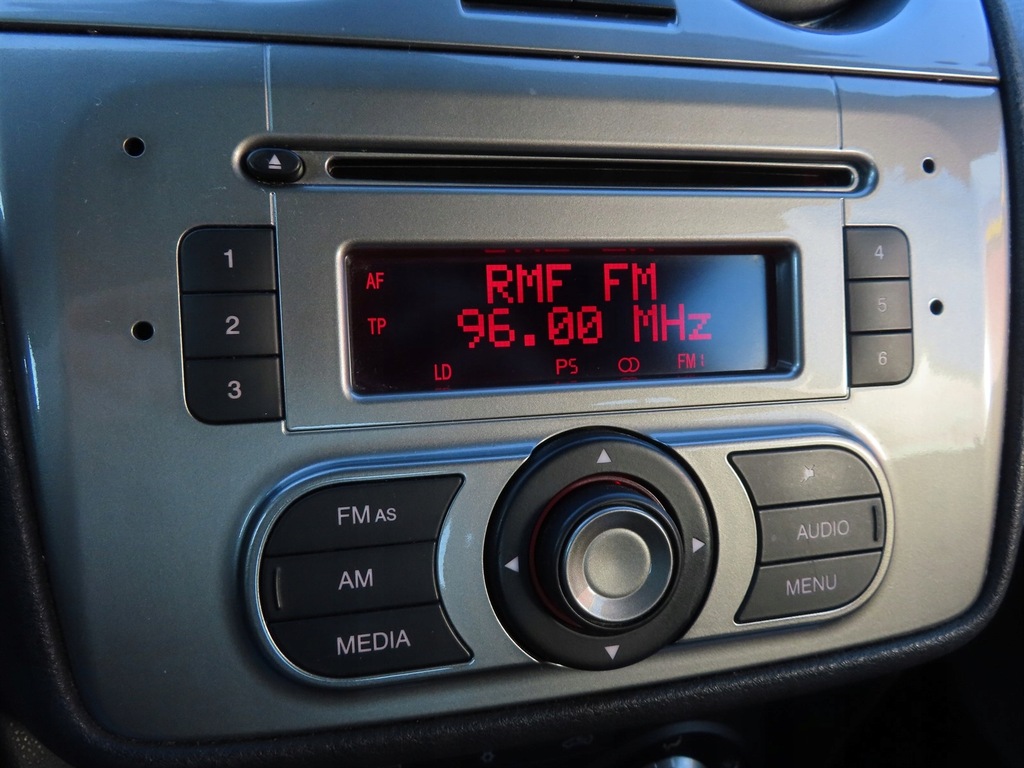 1
2
3
AF
RMF FM
TP
96.00 MHz
LD PS FM1
4
5
6
FM AS
AM
MEDIA
AUDIO
MENU